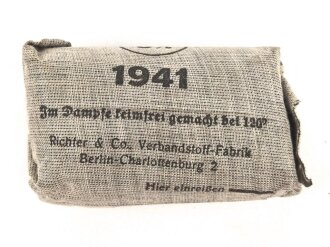 1941
Im Dampfe keimfrei gemacht bei 120°
Richter & Co., Verbandstoff-Fabrik
Berlin-Charlottenburg 2
Hier einreißen